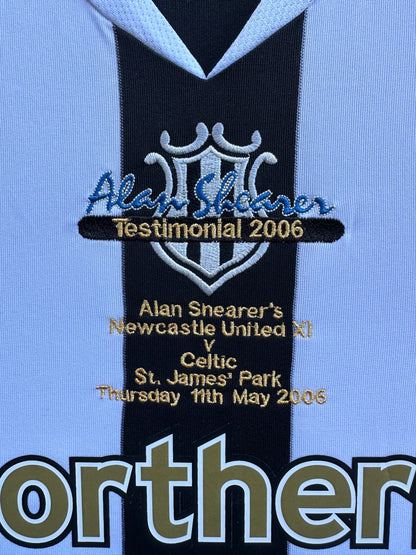 Alan Shearer
Testimonial 2006
Alan Shearer's
Newcastle United XI
v
Celtic
St. James' Park
Thursday 11th May 2006
orther